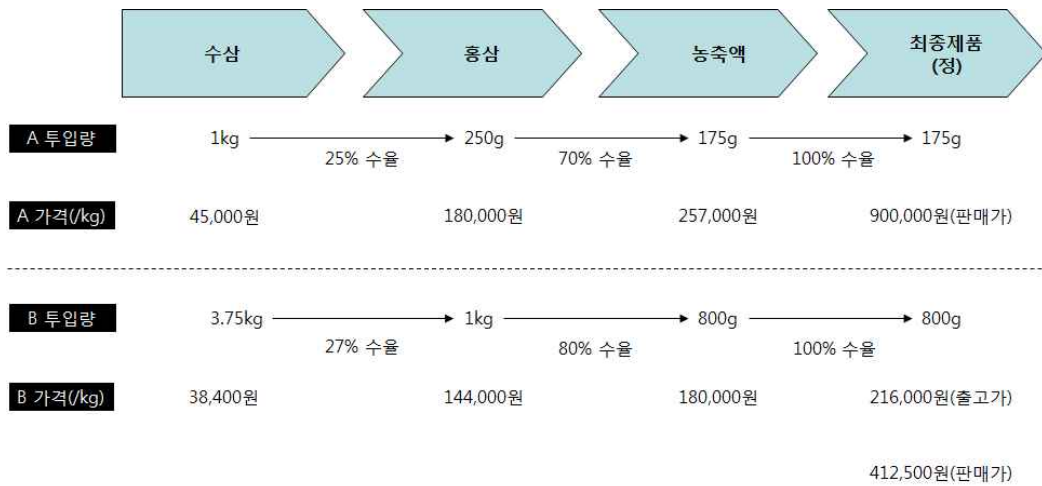 수삼
홍삼
농축액
최종제품
(정)
A 투입량
1kg
250g
175g
175g
25% 수율
70% 수율
100% 수율
A 가격(/kg)
45,000원
180,000원
257,000원
900,000원(판매가)
B 투입량
3.75kg
1kg
800g
800g
27% 수율
80% 수율
100% 수율
B 가격(/kg)
38,400원
144,000원
180,000원
216,000원(출고가)
412,500원(판매가)